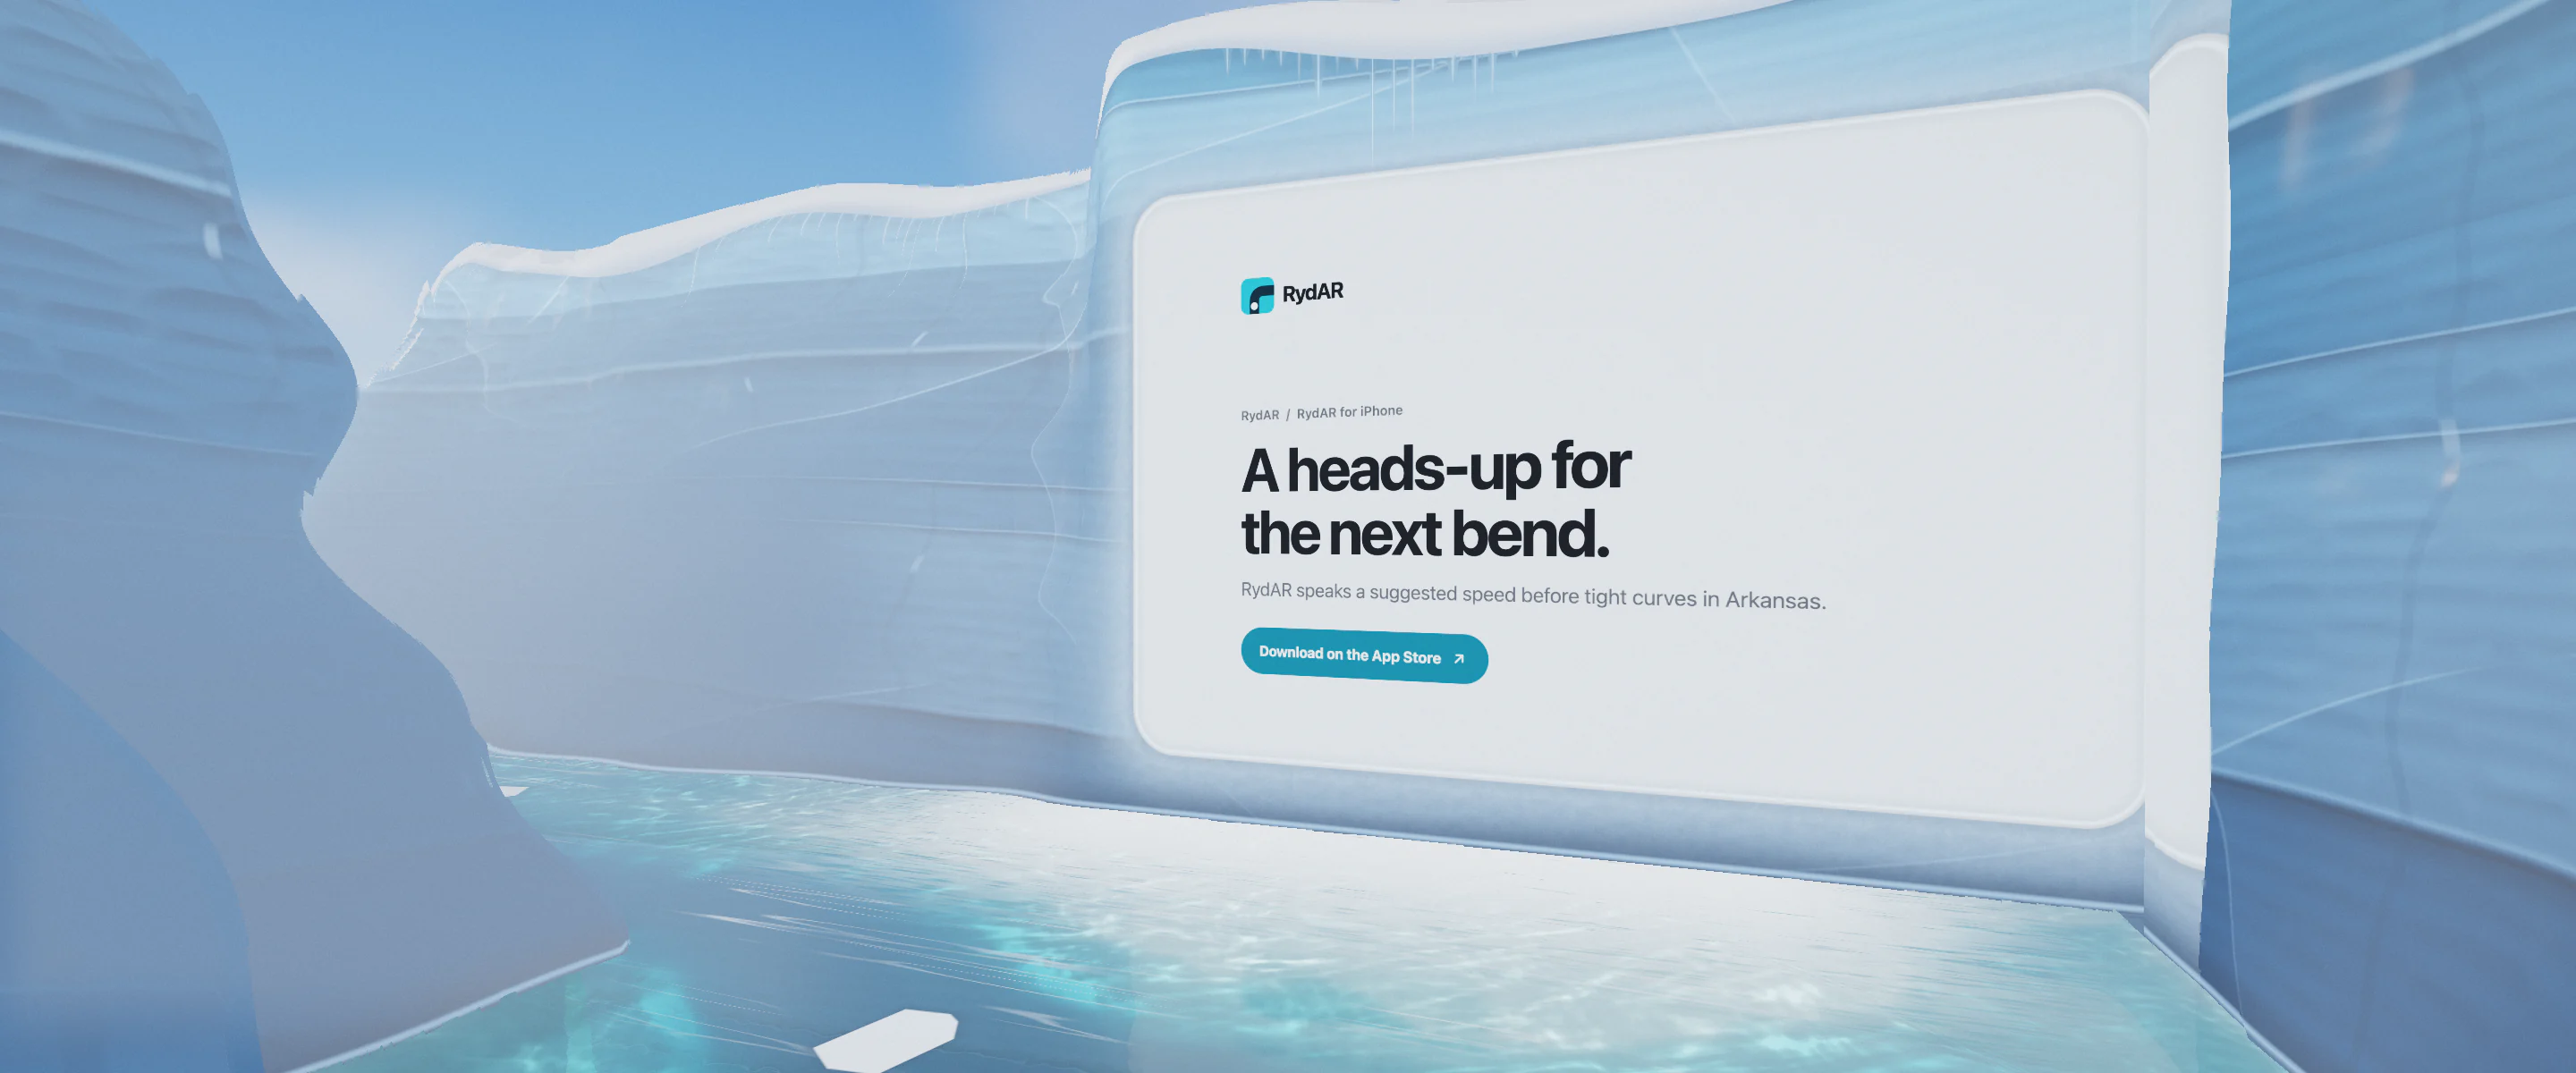 RydAR
RydAR / RydAR for iPhone
A heads-up for
the next bend.
RydAR speaks a suggested speed before tight curves in Arkansas.
Download on the App Store